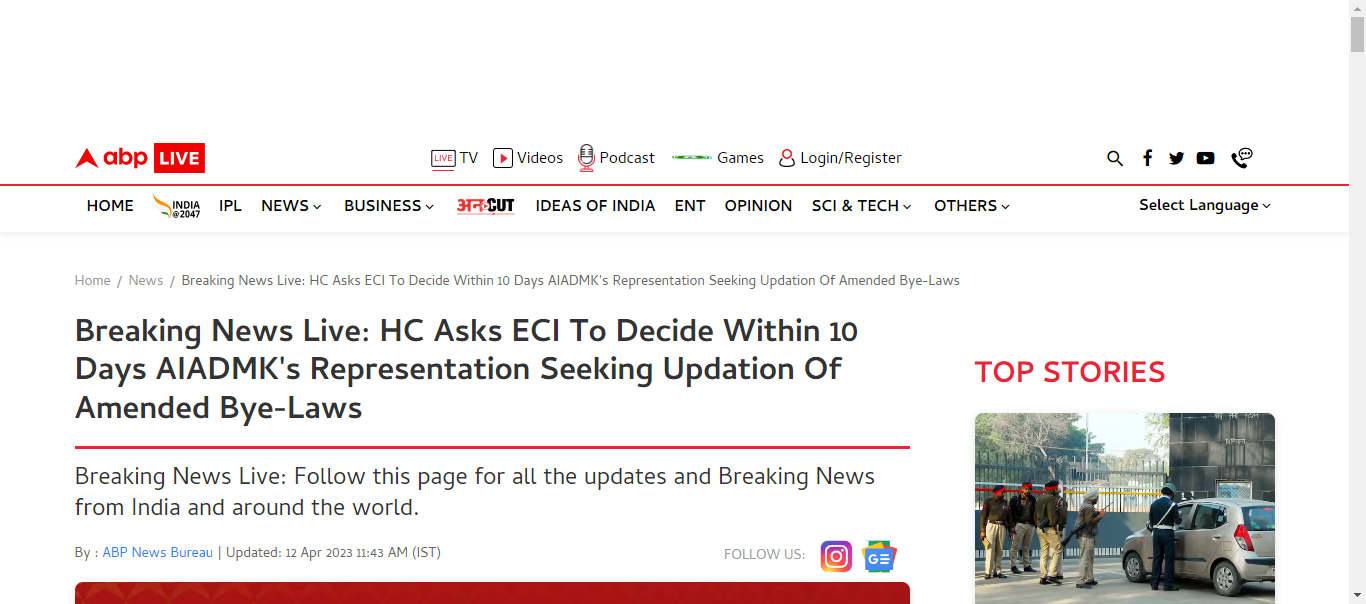 abp LIVE
LIVE TV Videos Podcast Games Login/Register
HOME INDIA @2047 IPL NEWS BUSINESS अनCUT IDEAS OF INDIA ENT OPINION SCI & TECH OTHERS Select Language
Home / News / Breaking News Live: HC Asks ECI To Decide Within 10 Days AIADMK's Representation Seeking Updation Of Amended Bye-Laws
Breaking News Live: HC Asks ECI To Decide Within 10
Days AIADMK's Representation Seeking Updation Of
Amended Bye-Laws
TOP STORIES
Breaking News Live: Follow this page for all the updates and Breaking News
from India and around the world.
By : ABP News Bureau | Updated: 12 Apr 2023 11:43 AM (IST)
FOLLOW US:
GE